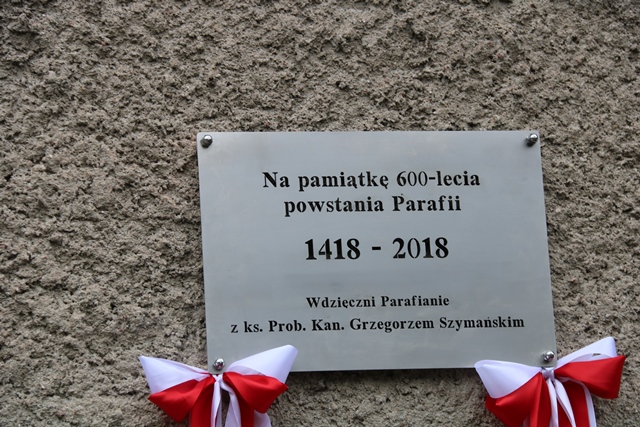 Na pamiątkę 600-lecia
powstania Parafii
1418 - 2018
Wdzięczni Parafianie
z ks. Prob. Kan. Grzegorzem Szymańskim